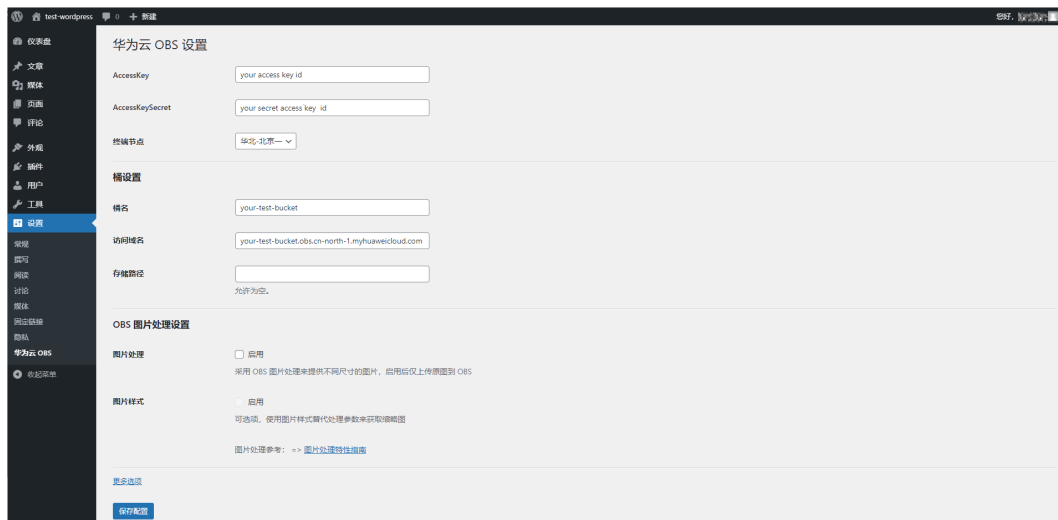 test-wordpress 0 + 新建
您好,
仪表盘
文章
媒体
页面
评论
外观
插件
用户
工具
设置
常规
撰写
阅读
讨论
媒体
固定链接
隐私
华为云 OBS
收起菜单
华为云 OBS 设置
AccessKey
your access key id
AccessKeySecret
your secret access key id
终端节点
华北-北京一
桶设置
桶名
your-test-bucket
访问域名
your-test-bucket.obs.cn-north-1.myhuaweicloud.com
存储路径
允许为空。
OBS 图片处理设置
图片处理
启用
采用 OBS 图片处理来提供不同尺寸的图片，启用后仅上传原图到 OBS
图片样式
启用
可选项，使用图片样式替代处理参数来获取缩略图
图片处理参考： => 图片处理特性指南
更多选项
保存配置